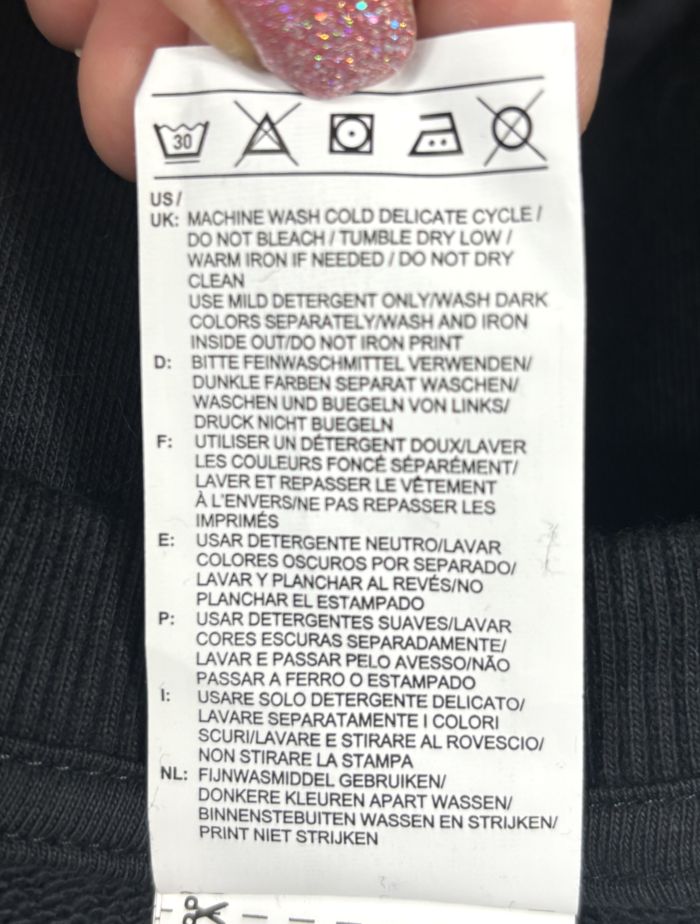 30
US/
UK: MACHINE WASH COLD DELICATE CYCLE /
DO NOT BLEACH / TUMBLE DRY LOW /
WARM IRON IF NEEDED / DO NOT DRY
CLEAN
USE MILD DETERGENT ONLY/WASH DARK
COLORS SEPARATELY/WASH AND IRON
INSIDE OUT/DO NOT IRON PRINT
D: BITTE FEINWASCHMITTEL VERWENDEN/
DUNKLE FARBEN SEPARAT WASCHEN/
WASCHEN UND BUEGELN VON LINKS/
DRUCK NICHT BUEGELN
F: UTILISER UN DÉTERGENT DOUX/LAVER
LES COULEURS FONCÉ SÉPARÉMENT/
LAVER ET REPASSER LE VÊTEMENT
À L'ENVERS/NE PAS REPASSER LES
IMPRIMÉS
E: USAR DETERGENTE NEUTRO/LAVAR
COLORES OSCUROS POR SEPARADO/
LAVAR Y PLANCHAR AL REVÉS/NO
PLANCHAR EL ESTAMPADO
P: USAR DETERGENTES SUAVES/LAVAR
CORES ESCURAS SEPARADAMENTE/
LAVAR E PASSAR PELO AVESSO/NÃO
PASSAR A FERRO O ESTAMPADO
I: USARE SOLO DETERGENTE DELICATO/
LAVARE SEPARATAMENTE I COLORI
SCURI/LAVARE E STIRARE AL ROVESCIO/
NON STIRARE LA STAMPA
NL: FIJNWASMIDDEL GEBRUIKEN/
DONKERE KLEUREN APART WASSEN/
BINNENSTEBUITEN WASSEN EN STRIJKEN/
PRINT NIET STRIJKEN